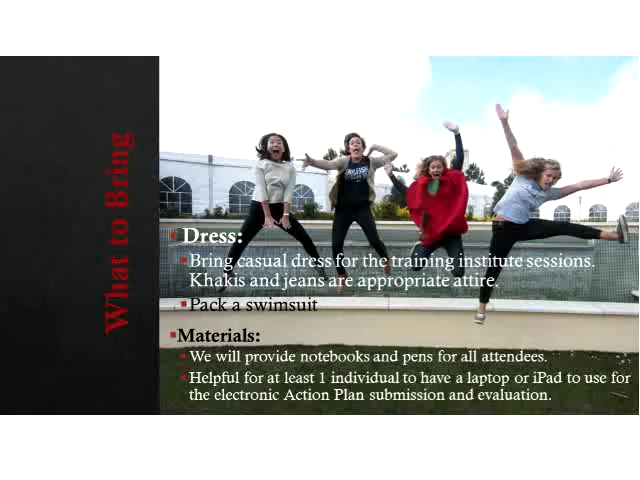 What to Bring
Dress:
Bring casual dress for the training institute sessions.
Khakis and jeans are appropriate attire.
Pack a swimsuit
Materials:
We will provide notebooks and pens for all attendees.
Helpful for at least 1 individual to have a laptop or iPad to use for
the electronic Action Plan submission and evaluation.